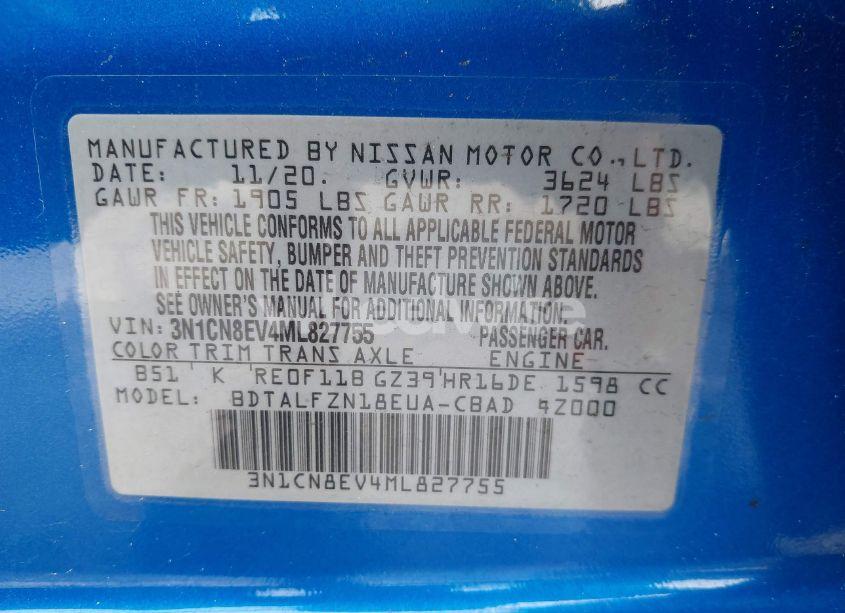 MANUFACTURED BY NISSAN MOTOR CO., LTD.
DATE: 11/20. GVWR: 3624 LBS
GAWR FR: 1905 LBS GAWR RR: 1720 LBS
THIS VEHICLE CONFORMS TO ALL APPLICABLE FEDERAL MOTOR
VEHICLE SAFETY, BUMPER AND THEFT PREVENTION STANDARDS
IN EFFECT ON THE DATE OF MANUFACTURE SHOWN ABOVE.
SEE OWNER'S MANUAL FOR ADDITIONAL INFORMATION.
VIN: 3N1CN8EV4ML827755 PASSENGER CAR.
COLOR TRIM TRANS AXLE ENGINE
B51 K RE0F11B GZ39 HR16DE 1598 CC
MODEL: BDTALFZN18EUA-CBAD 4Z000
3N1CN8EV4ML827755